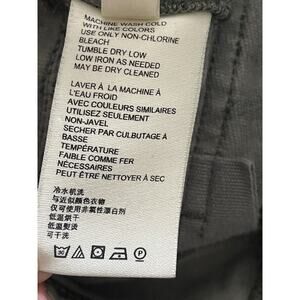 MACHINE WASH COLD
WITH LIKE COLORS
USE ONLY NON-CHLORINE
BLEACH
TUMBLE DRY LOW
LOW IRON AS NEEDED
MAY BE DRY CLEANED
LAVER À LA MACHINE À
L'EAU FROID
AVEC COULEURS SIMILAIRES
UTILISEZ SEULEMENT
NON-JAVEL
SECHER PAR CULBUTAGE À
BASSE
TEMPÉRATURE
FAIBLE COMME FER
NÉCESSAIRES
PEUT ÊTRE NETTOYER À SEC
冷水机洗
与近似颜色衣物
仅可使用非氯性漂白剂
低温烘干
低温熨烫
可干洗
30
P